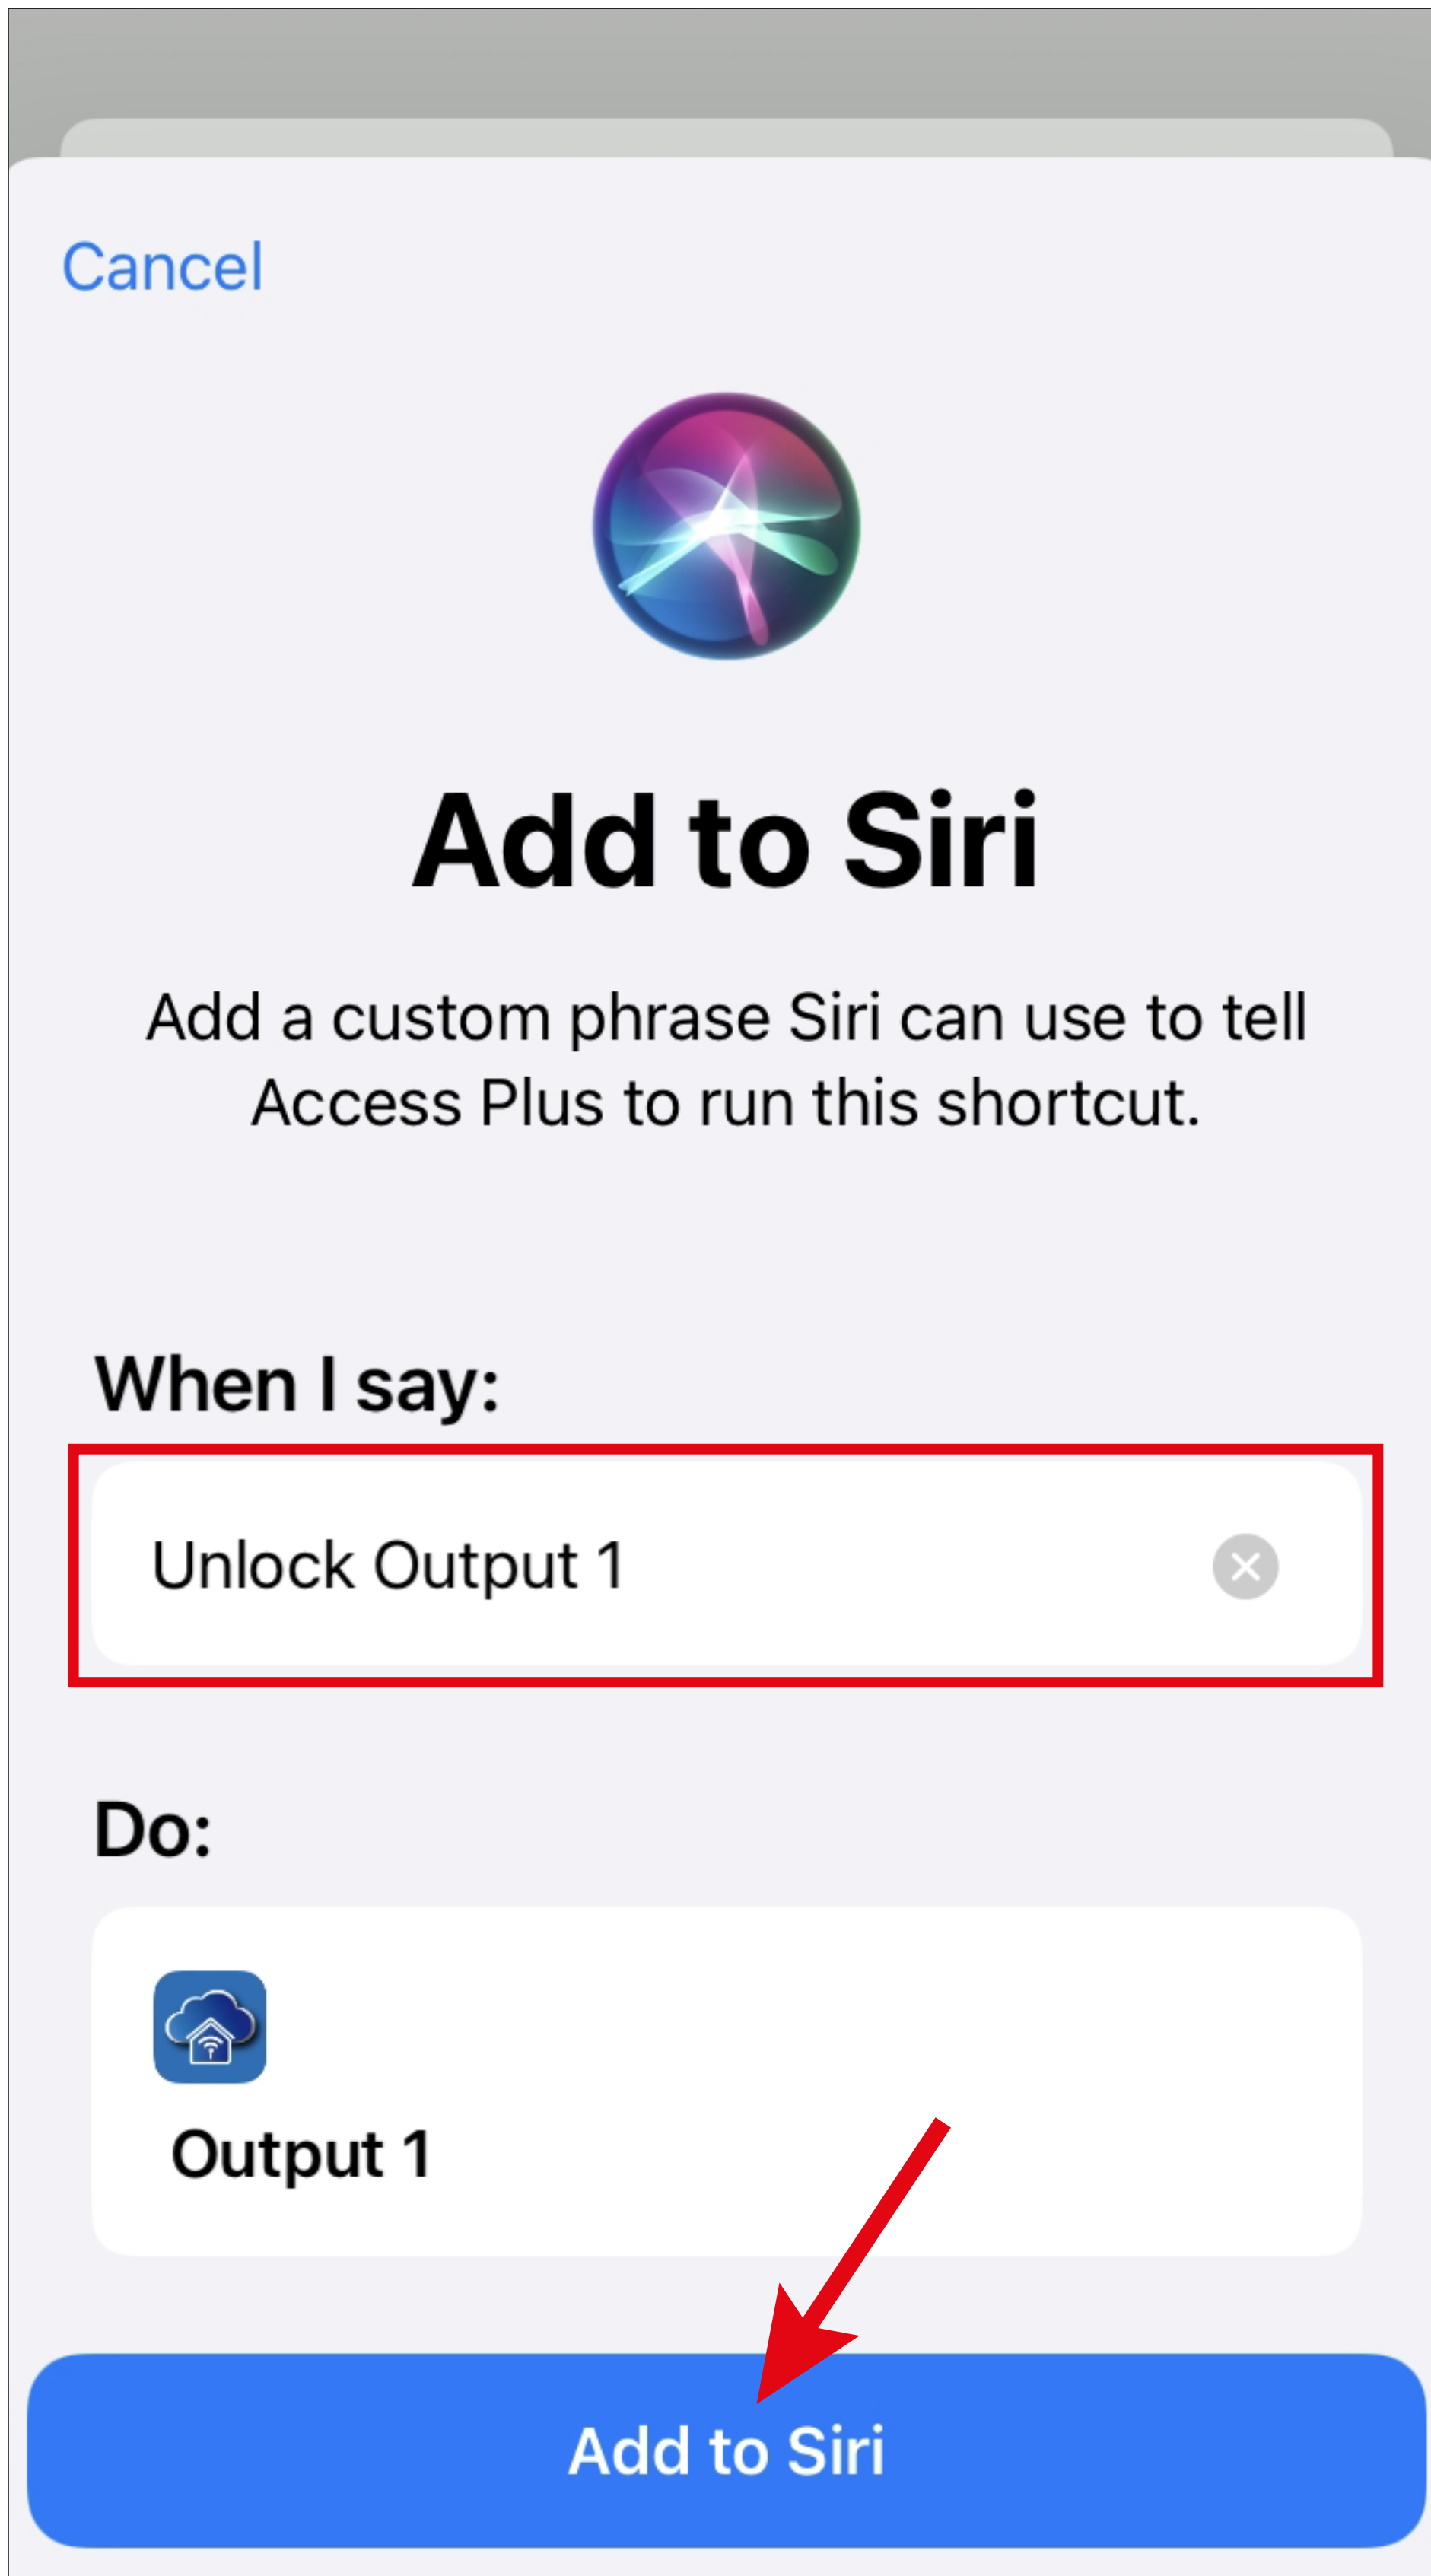 Cancel
Add to Siri
Add a custom phrase Siri can use to tell
Access Plus to run this shortcut.
When I say:
Unlock Output 1
Do:
Output 1
Add to Siri